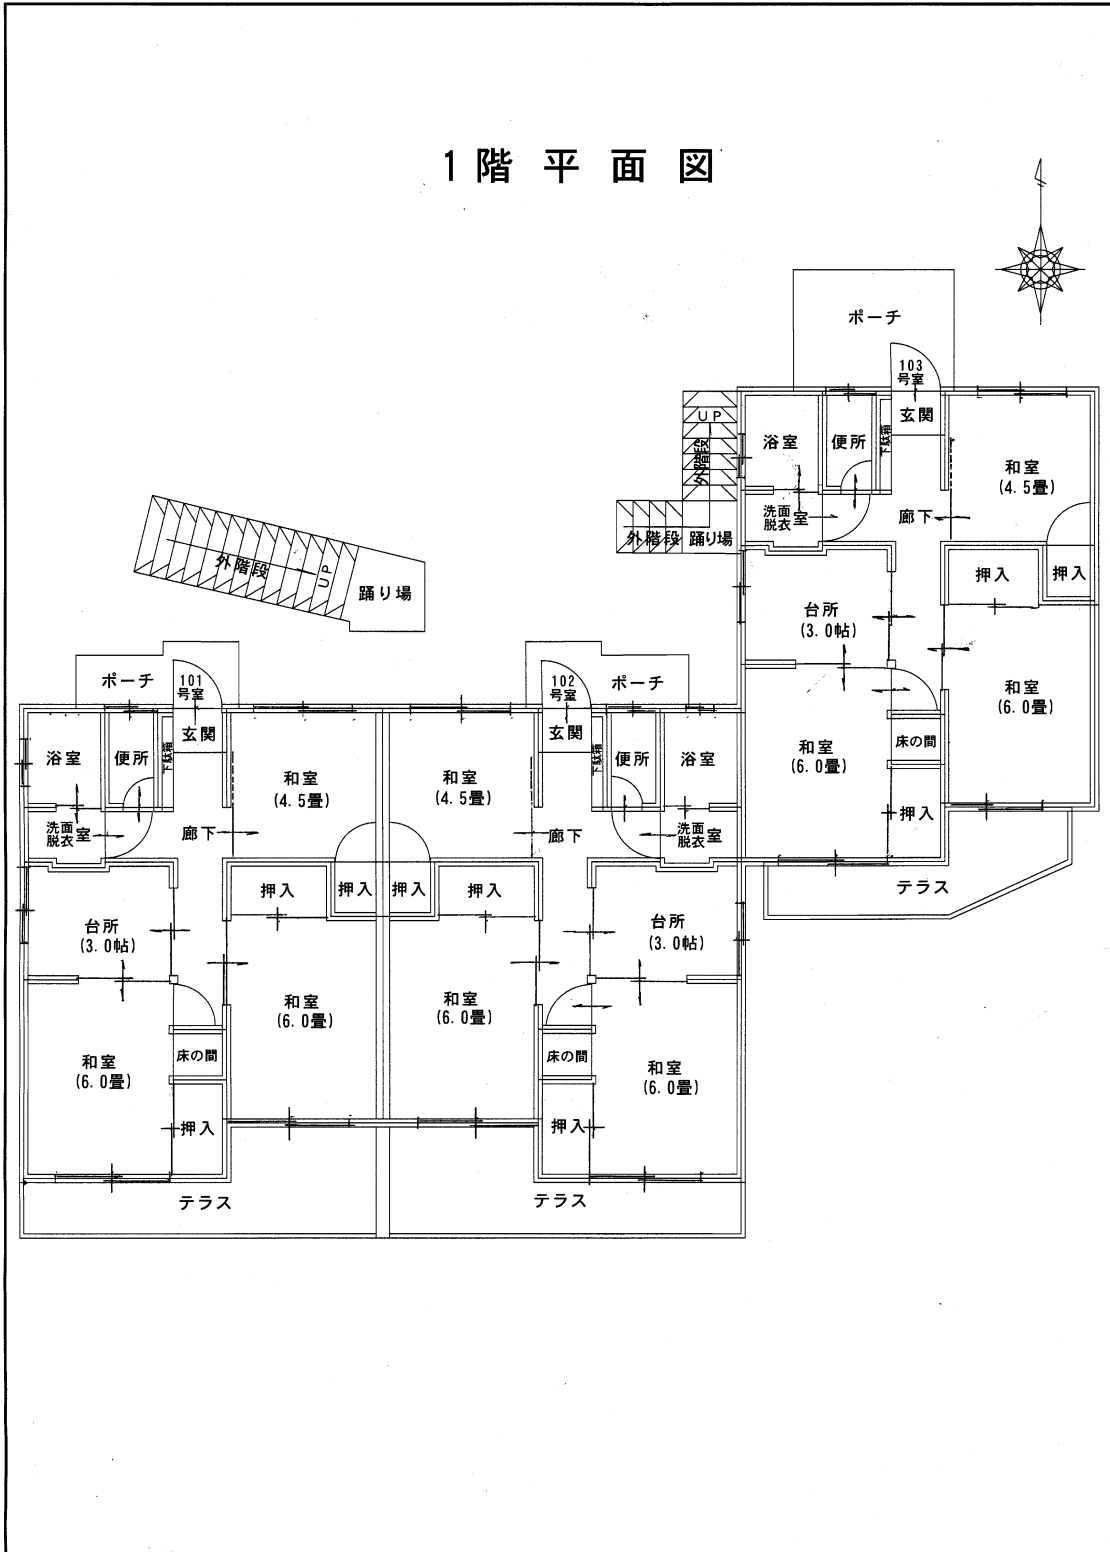 1階 平 面 図
ポーチ
103
号室
玄関
下駄箱
便所
浴室
和室
(4.5畳)
洗面
脱衣
室
廊下
UP
外階段
外階段
踊り場
押入
押入
台所
(3.0帖)
和室
(6.0畳)
和室
(6.0畳)
床の間
押入
テラス
外階段
UP
踊り場
ポーチ
101
号室
玄関
下駄箱
浴室
便所
和室
(4.5畳)
洗面
脱衣
室
廊下
押入
押入
台所
(3.0帖)
和室
(6.0畳)
和室
(6.0畳)
床の間
押入
テラス
102
号室
ポーチ
玄関
下駄箱
便所
浴室
和室
(4.5畳)
廊下
洗面
脱衣
室
押入
押入
台所
(3.0帖)
和室
(6.0畳)
床の間
和室
(6.0畳)
押入
テラス